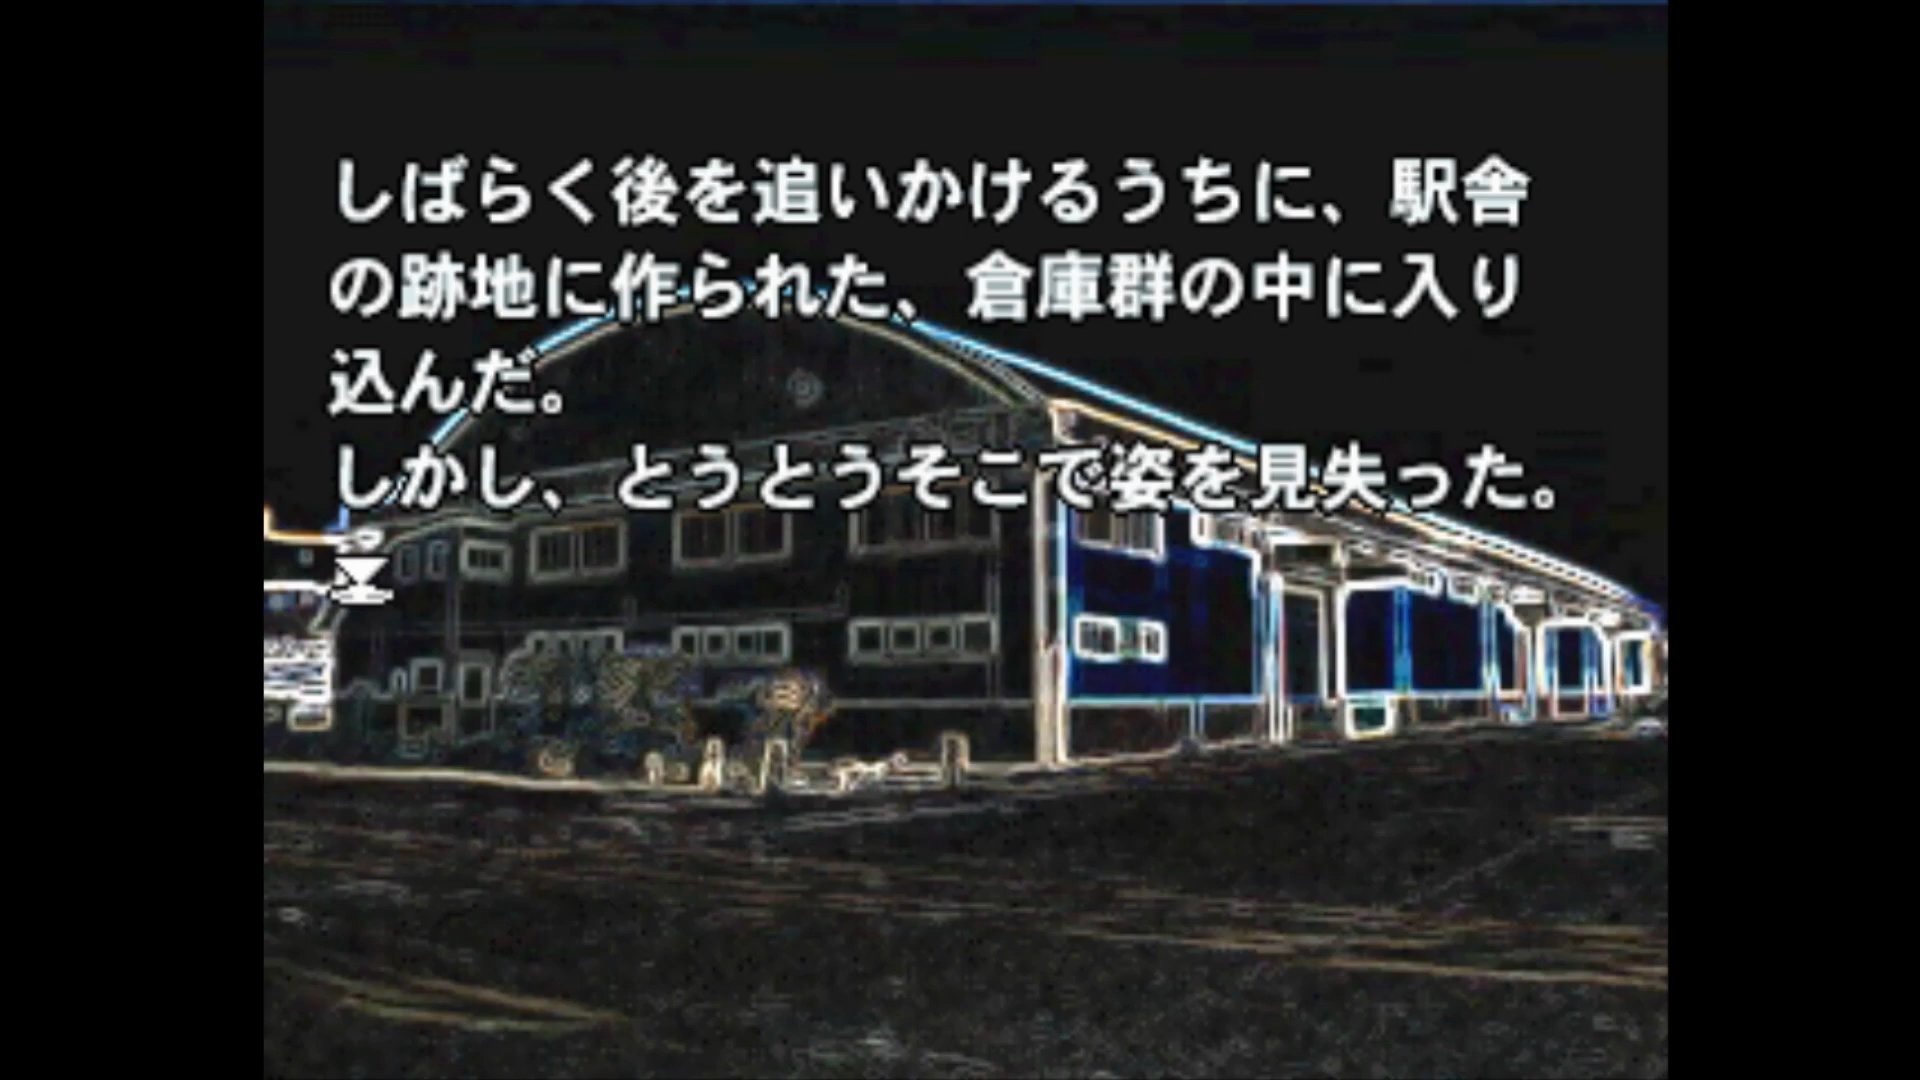 しばらく後を追いかけるうちに、駅舎
の跡地に作られた、倉庫群の中に入り
込んだ。
しかし、とうとうそこで姿を見失った。